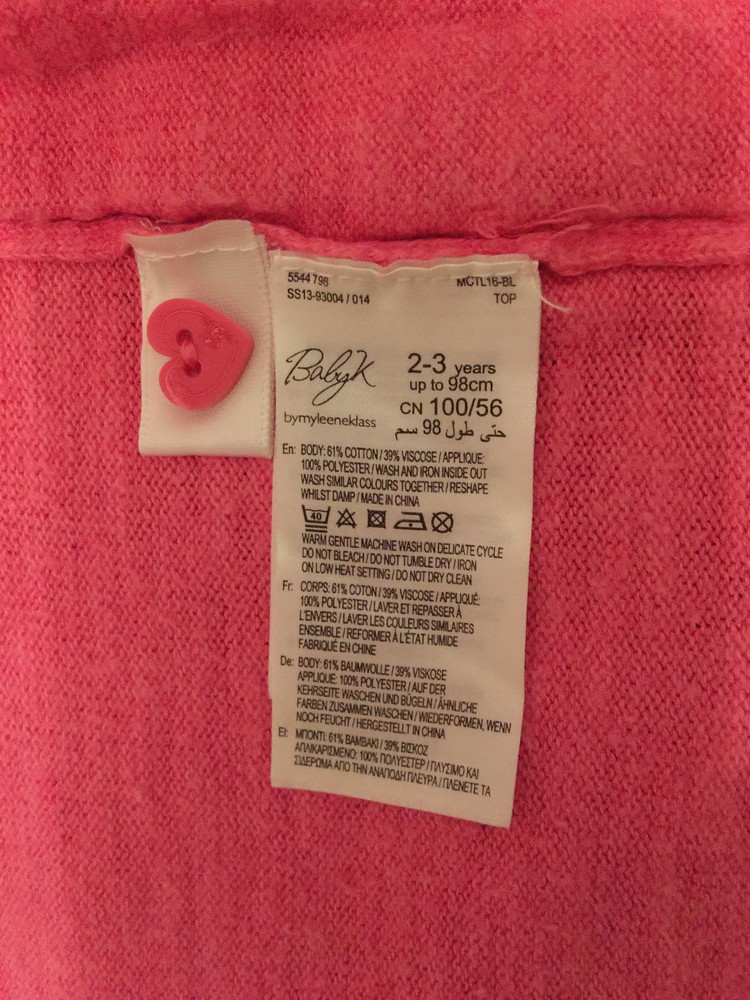 5544 798 MCTL16-BL
SS13-93004 / 014 TOP
BabyK
bymyleeneklass
2-3 years
up to 98cm
CN 100/56
حتى طول 98 سم
En: BODY: 61% COTTON / 39% VISCOSE / APPLIQUE:
100% POLYESTER / WASH AND IRON INSIDE OUT
WASH SIMILAR COLOURS TOGETHER / RESHAPE
WHILST DAMP / MADE IN CHINA
40
WARM GENTLE MACHINE WASH ON DELICATE CYCLE
DO NOT BLEACH / DO NOT TUMBLE DRY / IRON
ON LOW HEAT SETTING / DO NOT DRY CLEAN
Fr: CORPS: 61% COTON / 39% VISCOSE / APPLIQUÉ:
100% POLYESTER / LAVER ET REPASSER À
L'ENVERS / LAVER LES COULEURS SIMILAIRES
ENSEMBLE / REFORMER À L'ÉTAT HUMIDE
FABRIQUÉ EN CHINE
De: BODY: 61% BAUMWOLLE / 39% VISKOSE
APPLIQUE: 100% POLYESTER / AUF DER
KEHRSEITE WASCHEN UND BÜGELN / ÄHNLICHE
FARBEN ZUSAMMEN WASCHEN / WIEDERFORMEN, WENN
NOCH FEUCHT / HERGESTELLT IN CHINA
El: ΜΠΟΝΤΙ: 61% ΒΑΜΒΑΚΙ / 39% ΒΙΣΚΟΖ
ΑΠΛΙΚΑΡΙΣΜΕΝΟ: 100% ΠΟΛΥΕΣΤΕΡ / ΠΛΥΣΙΜΟ ΚΑΙ
ΣΙΔΕΡΩΜΑ ΑΠΟ ΤΗΝ ΑΝΑΠΟΔΗ ΠΛΕΥΡΑ / ΠΛΕΝΕΤΕ ΤΑ